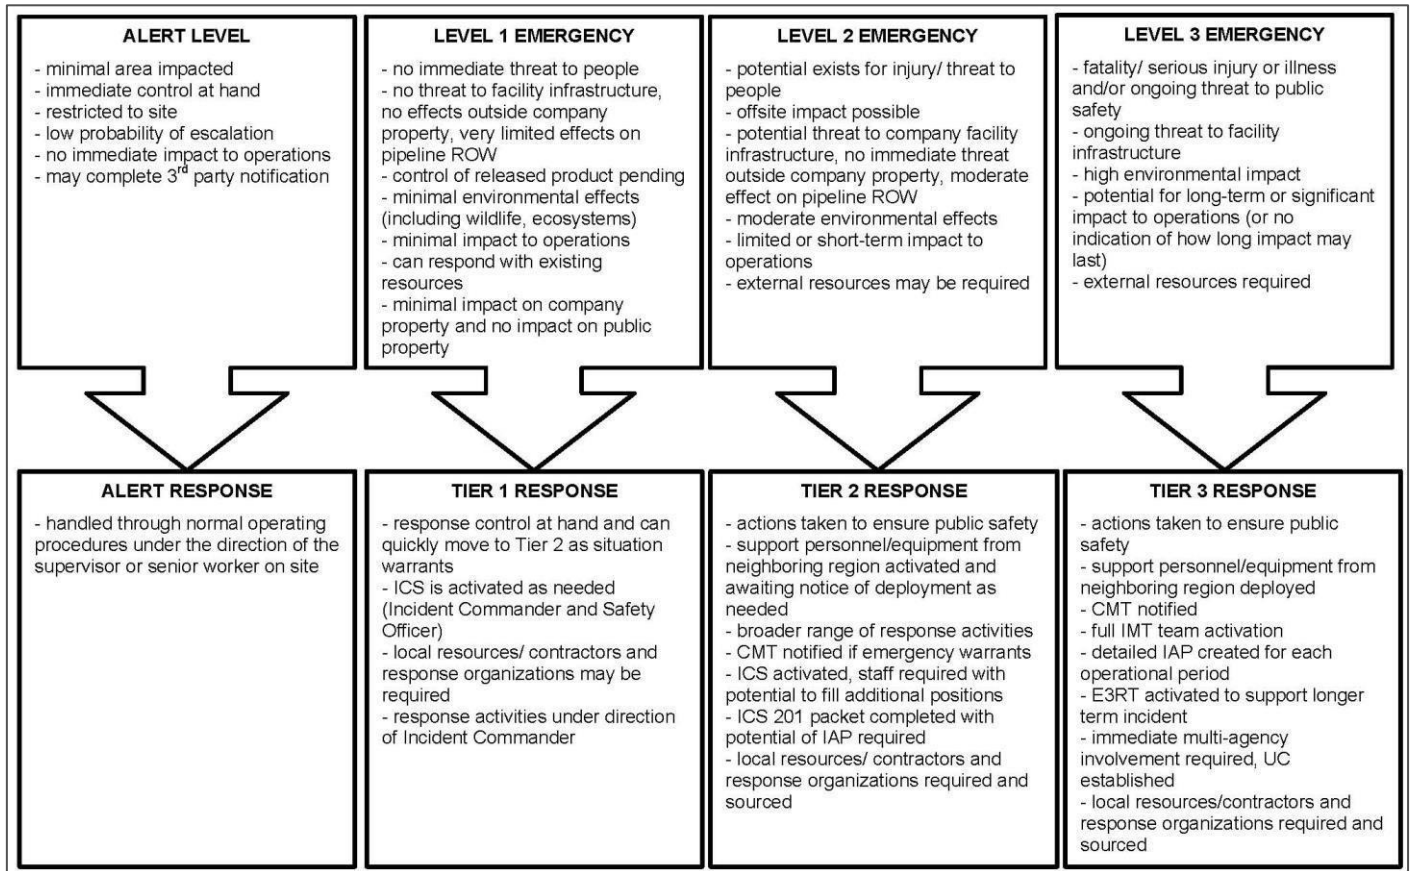 ALERT LEVEL
- minimal area impacted
- immediate control at hand
- restricted to site
- low probability of escalation
- no immediate impact to operations
- may complete 3rd party notification
LEVEL 1 EMERGENCY
- no immediate threat to people
- no threat to facility infrastructure,
no effects outside company
property, very limited effects on
pipeline ROW
- control of released product pending
- minimal environmental effects
(including wildlife, ecosystems)
- minimal impact to operations
- can respond with existing
resources
- minimal impact on company
property and no impact on public
property
LEVEL 2 EMERGENCY
- potential exists for injury/ threat to
people
- offsite impact possible
- potential threat to company facility
infrastructure, no immediate threat
outside company property, moderate
effect on pipeline ROW
- moderate environmental effects
- limited or short-term impact to
operations
- external resources may be required
LEVEL 3 EMERGENCY
- fatality/ serious injury or illness
and/or ongoing threat to public
safety
- ongoing threat to facility
infrastructure
- high environmental impact
- potential for long-term or significant
impact to operations (or no
indication of how long impact may
last)
- external resources required
ALERT RESPONSE
- handled through normal operating
procedures under the direction of the
supervisor or senior worker on site
TIER 1 RESPONSE
- response control at hand and can
quickly move to Tier 2 as situation
warrants
- ICS is activated as needed
(Incident Commander and Safety
Officer)
- local resources/ contractors and
response organizations may be
required
- response activities under direction
of Incident Commander
TIER 2 RESPONSE
- actions taken to ensure public safety
- support personnel/equipment from
neighboring region activated and
awaiting notice of deployment as
needed
- broader range of response activities
- CMT notified if emergency warrants
- ICS activated, staff required with
potential to fill additional positions
- ICS 201 packet completed with
potential of IAP required
- local resources/ contractors and
response organizations required and
sourced
TIER 3 RESPONSE
- actions taken to ensure public
safety
- support personnel/equipment from
neighboring region deployed
- CMT notified
- full IMT team activation
- detailed IAP created for each
operational period
- E3RT activated to support longer
term incident
- immediate multi-agency
involvement required, UC
established
- local resources/contractors and
response organizations required and
sourced